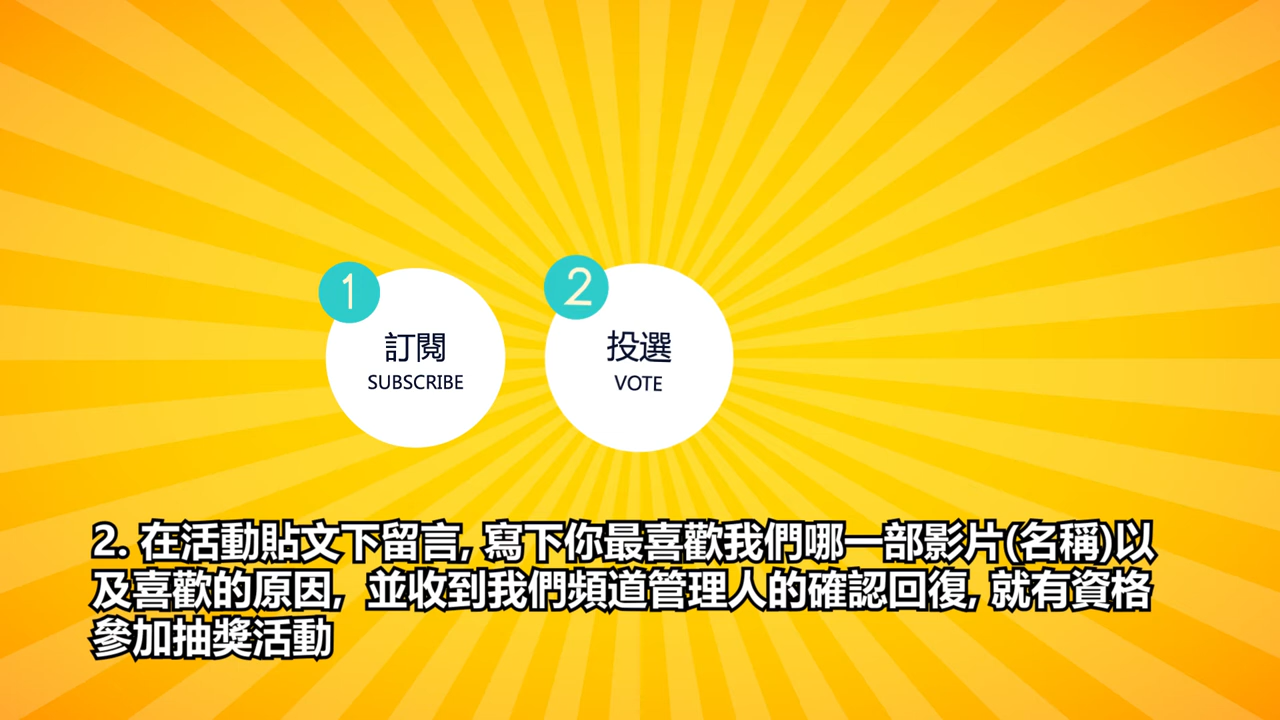 1
訂閱
SUBSCRIBE
2
投選
VOTE
2. 在活動貼文下留言, 寫下你最喜歡我們哪一部影片(名稱)以
及喜歡的原因, 並收到我們頻道管理人的確認回復, 就有資格
參加抽獎活動